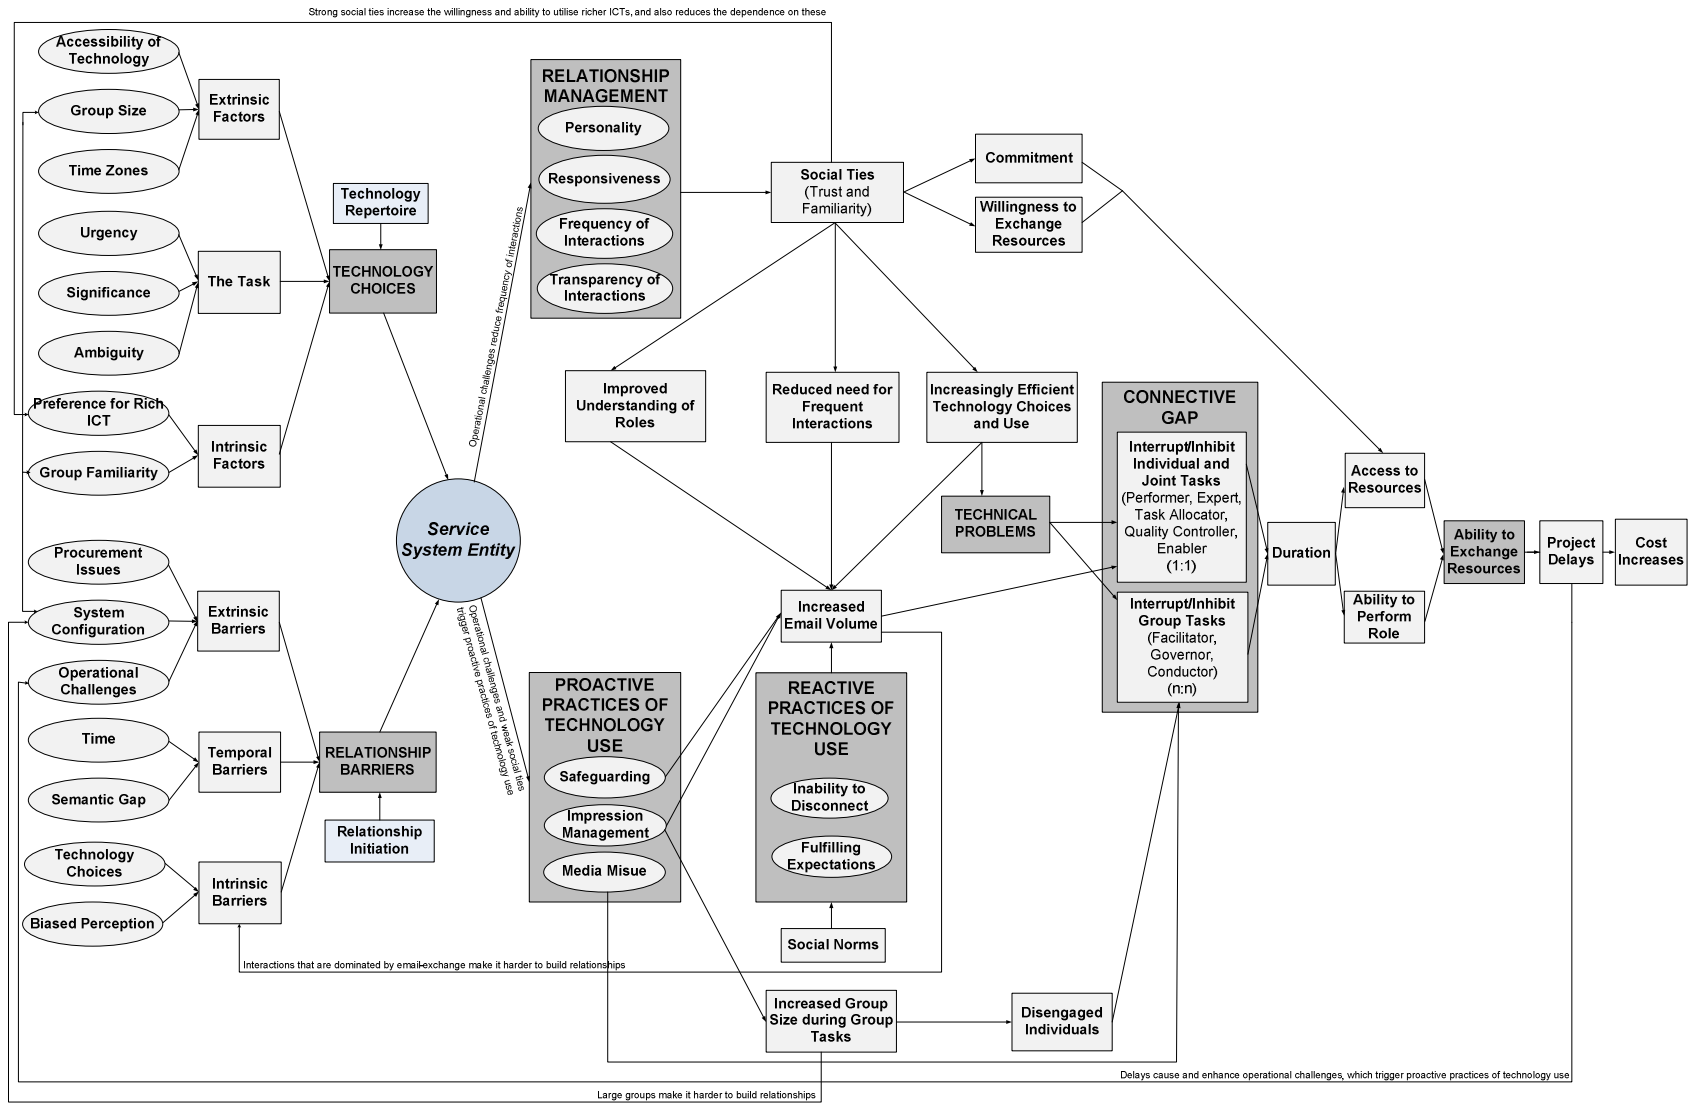 Strong social ties increase the willingness and ability to utilise richer ICTs, and also reduces the dependence on these
Accessibility of
Technology
Group Size
Time Zones
Extrinsic
Factors
Urgency
Significance
Ambiguity
The Task
Preference for Rich
ICT
Group Familiarity
Intrinsic
Factors
Technology
Repertoire
TECHNOLOGY
CHOICES
Procurement
Issues
System
Configuration
Operational
Challenges
Extrinsic
Barriers
Time
Semantic Gap
Temporal
Barriers
Technology
Choices
Biased Perception
Intrinsic
Barriers
RELATIONSHIP
BARRIERS
Relationship
Initiation
Service
System Entity
Operational challenges reduce frequency of interactions
Operational challenges and weak social ties
trigger proactive practices of technology use
RELATIONSHIP
MANAGEMENT
Personality
Responsiveness
Frequency of
Interactions
Transparency of
Interactions
Social Ties
(Trust and
Familiarity)
Commitment
Willingness to
Exchange
Resources
Improved
Understanding of
Roles
Reduced need for
Frequent
Interactions
Increasingly Efficient
Technology Choices
and Use
TECHNICAL
PROBLEMS
Increased
Email Volume
PROACTIVE
PRACTICES OF
TECHNOLOGY
USE
Safeguarding
Impression
Management
Media Misue
REACTIVE
PRACTICES OF
TECHNOLOGY
USE
Inability to
Disconnect
Fulfilling
Expectations
Social Norms
Interactions that are dominated by email-exchange make it harder to build relationships
Increased Group
Size during Group
Tasks
Disengaged
Individuals
CONNECTIVE
GAP
Interrupt/Inhibit
Individual and
Joint Tasks
(Performer, Expert,
Task Allocator,
Quality Controller,
Enabler
(1:1)
Interrupt/Inhibit
Group Tasks
(Facilitator,
Governor,
Conductor)
(n:n)
Duration
Access to
Resources
Ability to
Perform
Role
Ability to
Exchange
Resources
Project
Delays
Cost
Increases
Delays cause and enhance operational challenges, which trigger proactive practices of technology use
Large groups make it harder to build relationships